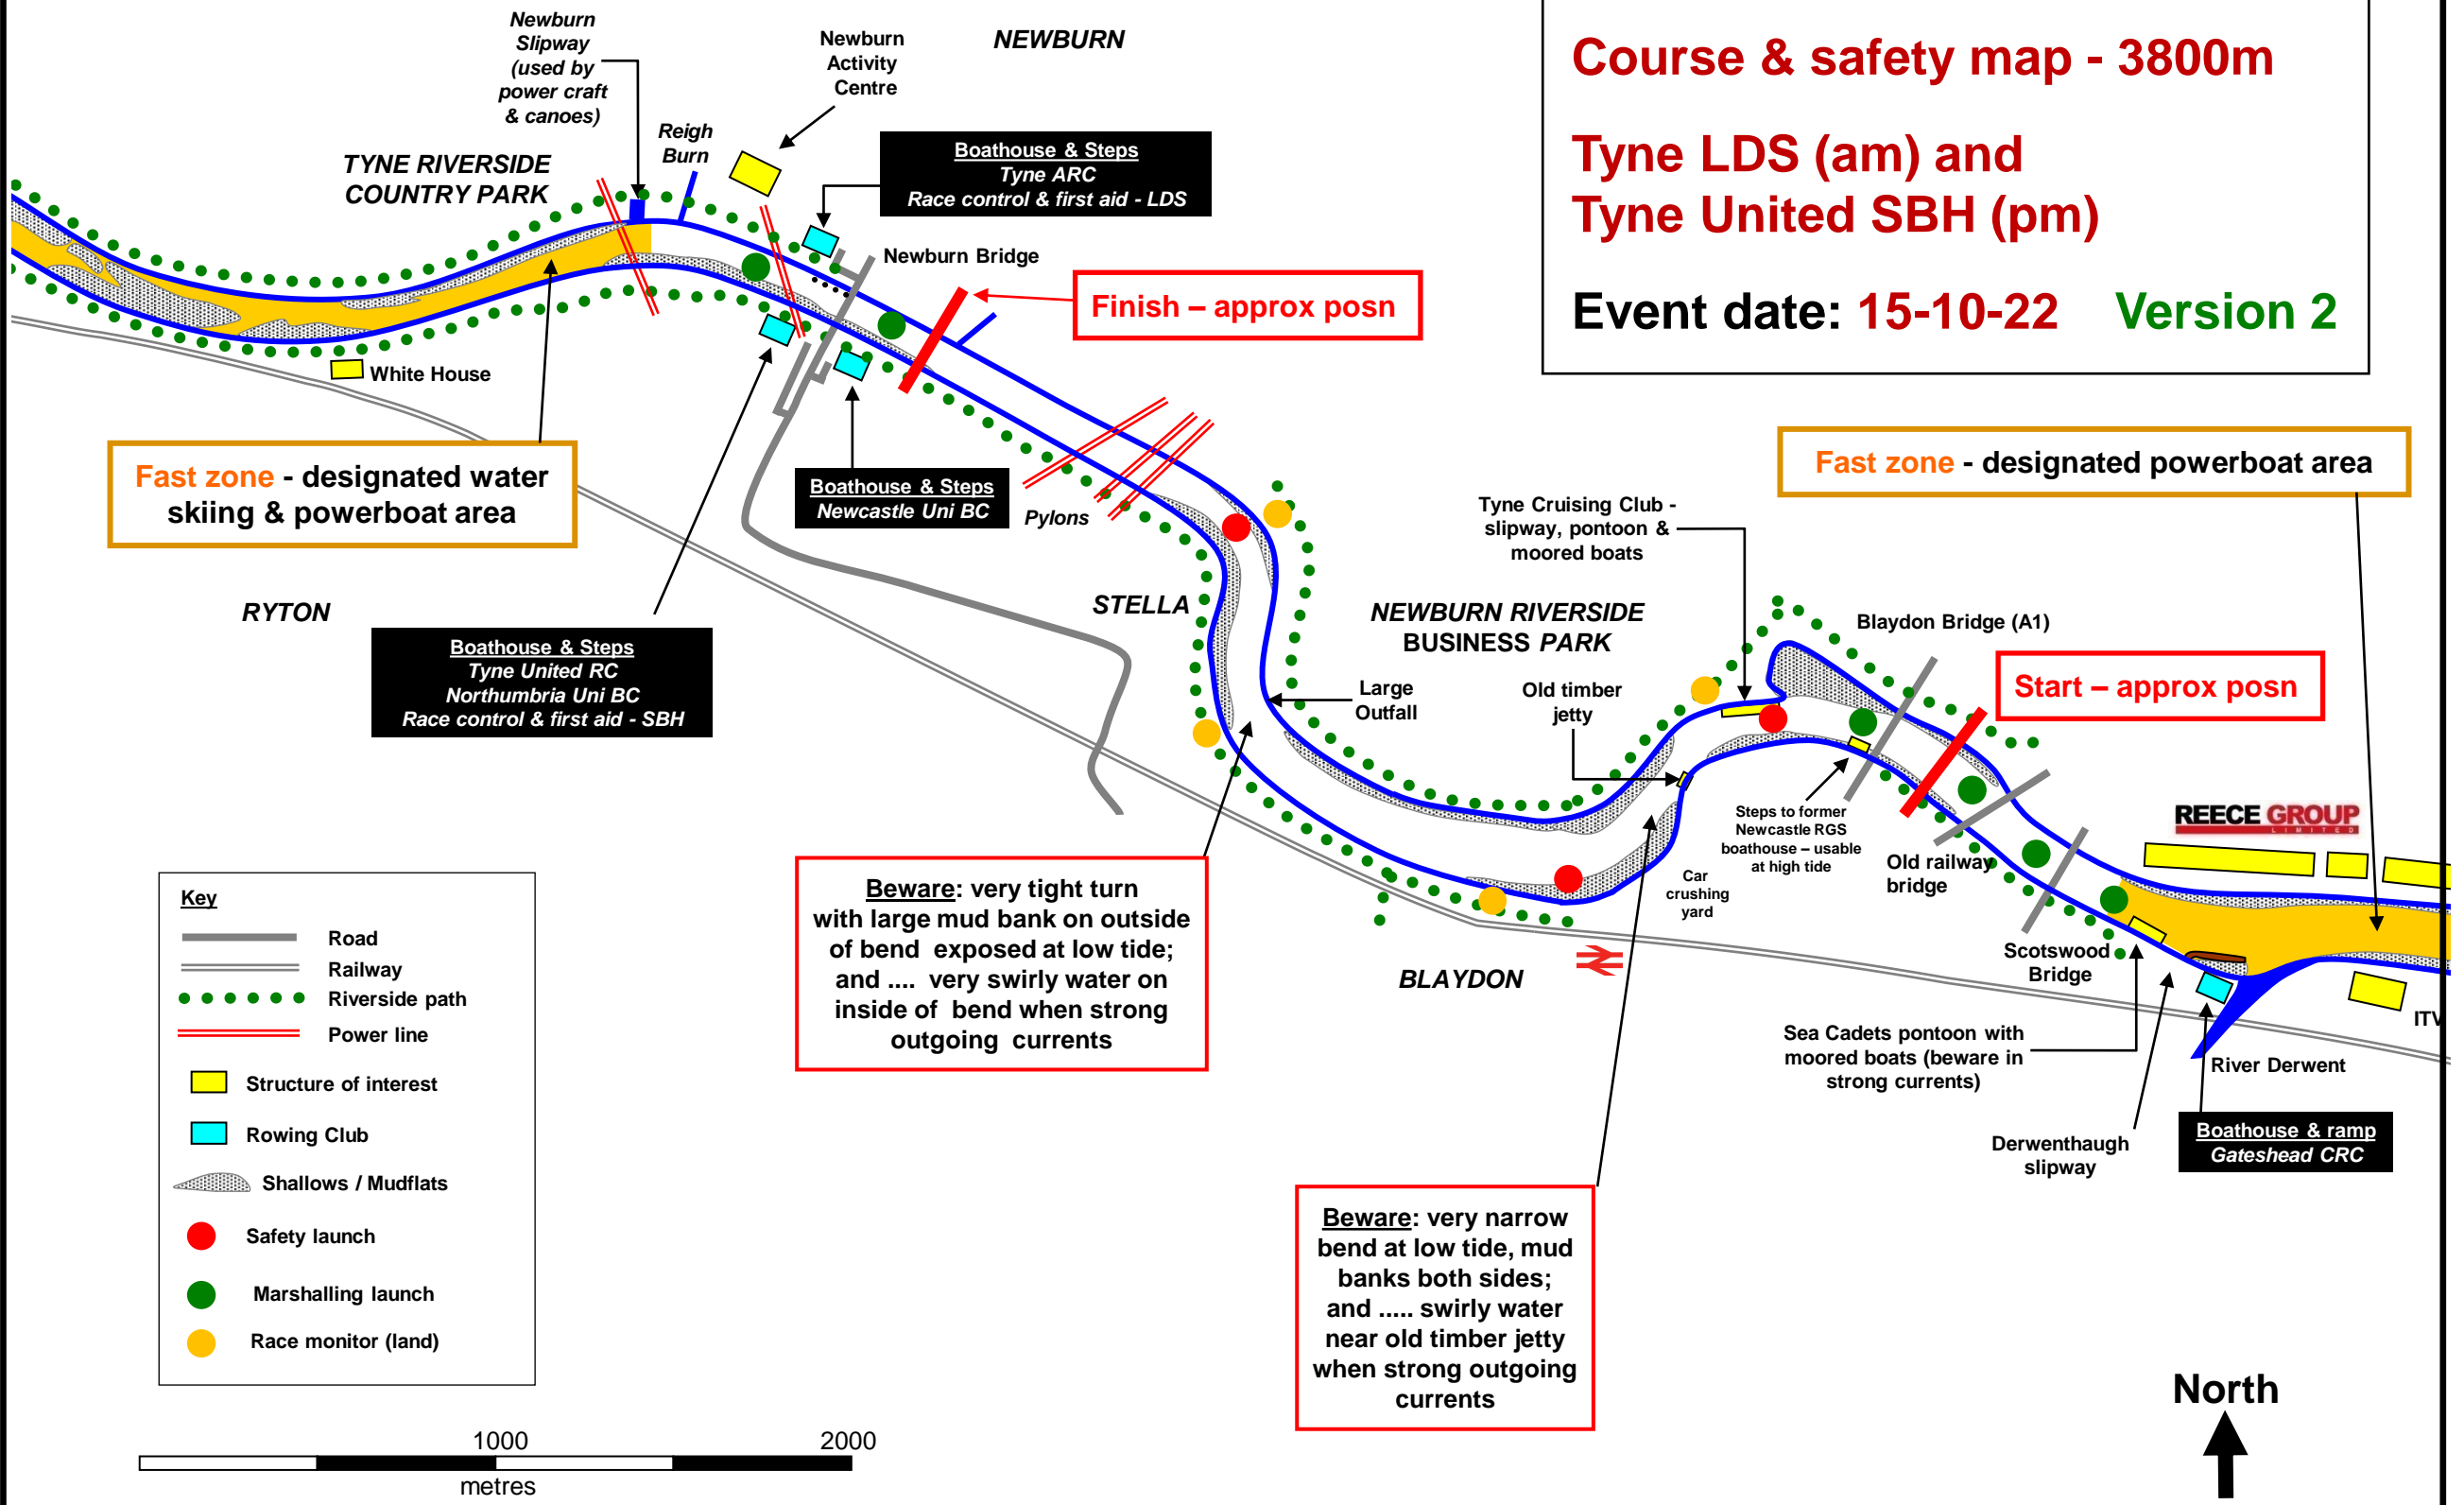 Course & safety map - 3800m
Tyne LDS (am) and
Tyne United SBH (pm)
Event date: 15-10-22 Version 2
Newburn
Slipway
(used by
power craft
& canoes)
Reigh
Burn
Newburn
Activity
Centre
NEWBURN
TYNE RIVERSIDE
COUNTRY PARK
Boathouse & Steps
Tyne ARC
Race control & first aid - LDS
Newburn Bridge
Finish – approx posn
White House
Fast zone - designated water
skiing & powerboat area
Boathouse & Steps
Newcastle Uni BC
Pylons
Fast zone - designated powerboat area
Tyne Cruising Club -
slipway, pontoon &
moored boats
RYTON
STELLA
NEWBURN RIVERSIDE
BUSINESS PARK
Blaydon Bridge (A1)
Boathouse & Steps
Tyne United RC
Northumbria Uni BC
Race control & first aid - SBH
Large
Outfall
Old timber
jetty
Start – approx posn
Steps to former
Newcastle RGS
boathouse – usable
at high tide
REECE GROUP
LIMITED
Old railway
bridge
Car
crushing
yard
Beware: very tight turn
with large mud bank on outside
of bend exposed at low tide;
and .... very swirly water on
inside of bend when strong
outgoing currents
BLAYDON
Scotswood
Bridge
ITV
Sea Cadets pontoon with
moored boats (beware in
strong currents)
River Derwent
Derwenthaugh
slipway
Boathouse & ramp
Gateshead CRC
Beware: very narrow
bend at low tide, mud
banks both sides;
and ..... swirly water
near old timber jetty
when strong outgoing
currents
Key
Road
Railway
Riverside path
Power line
Structure of interest
Rowing Club
Shallows / Mudflats
Safety launch
Marshalling launch
Race monitor (land)
1000 2000
metres
North